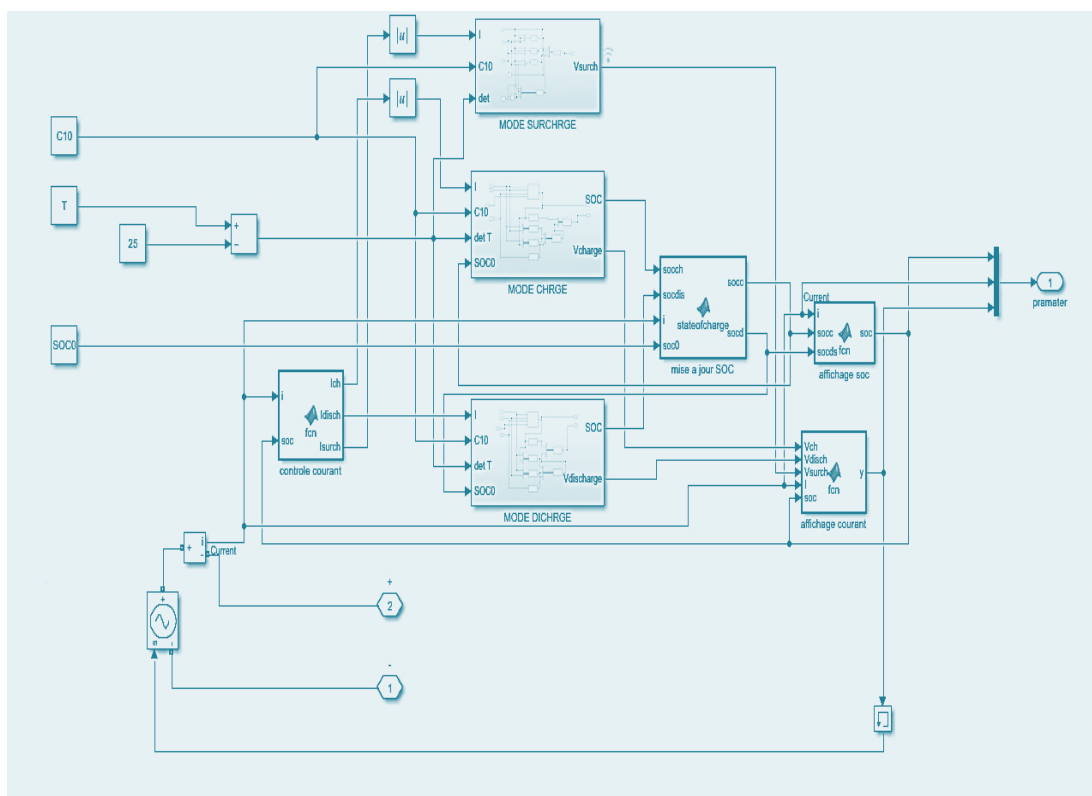 |u|
I
C10
det
Vsurch
MODE SURCHRGE
|u|
C10
T
25
+
−
SOC0
I
C10
det T
SOC0
SOC
Vcharge
MODE CHRGE
socch
socdis
i
soc0
stateofcharge
socc
socd
mise a jour SOC
Current
i
socc
socds
fcn
soc
affichage soc
1
pramater
i
soc
fcn
Ich
Idisch
Isurch
controle courant
I
C10
det T
SOC0
SOC
Vdischarge
MODE DICHRGE
Vch
Vdisch
Vsurch
I
soc
fcn
y
affichage courant
+
i
-
Current
+
2
-
1
+